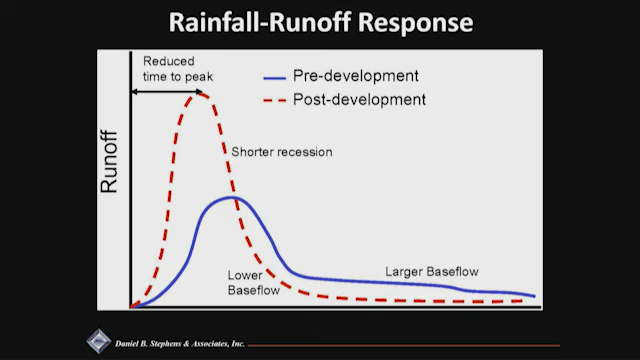 Rainfall-Runoff Response
Reduced
time to peak
Pre-development
Post-development
Shorter recession
Runoff
Larger Baseflow
Lower
Baseflow
Daniel B. Stephens & Associates, Inc.